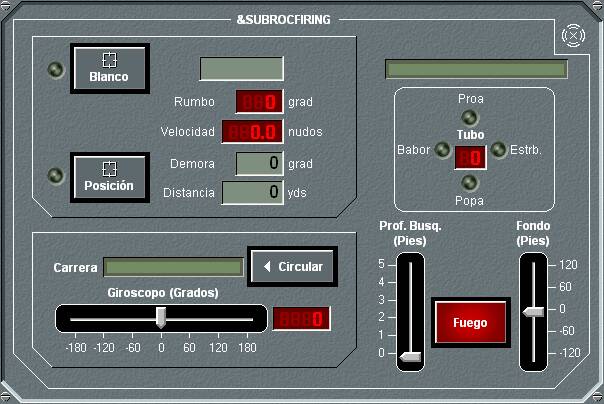 &SUBROCFIRING
Blanco
Rumbo 0 grad
Velocidad 0.0 nudos
Posición
Demora 0 grad
Distancia 0 yds
Proa
Tubo
Babor 0 Estrb.
Popa
Carrera Circular
Giroscopo (Grados)
0
-180 -120 -60 0 60 120 180
Prof. Busq.
(Pies)
5
4
3
2
1
0
Fuego
Fondo
(Pies)
120
60
0
-60
-120